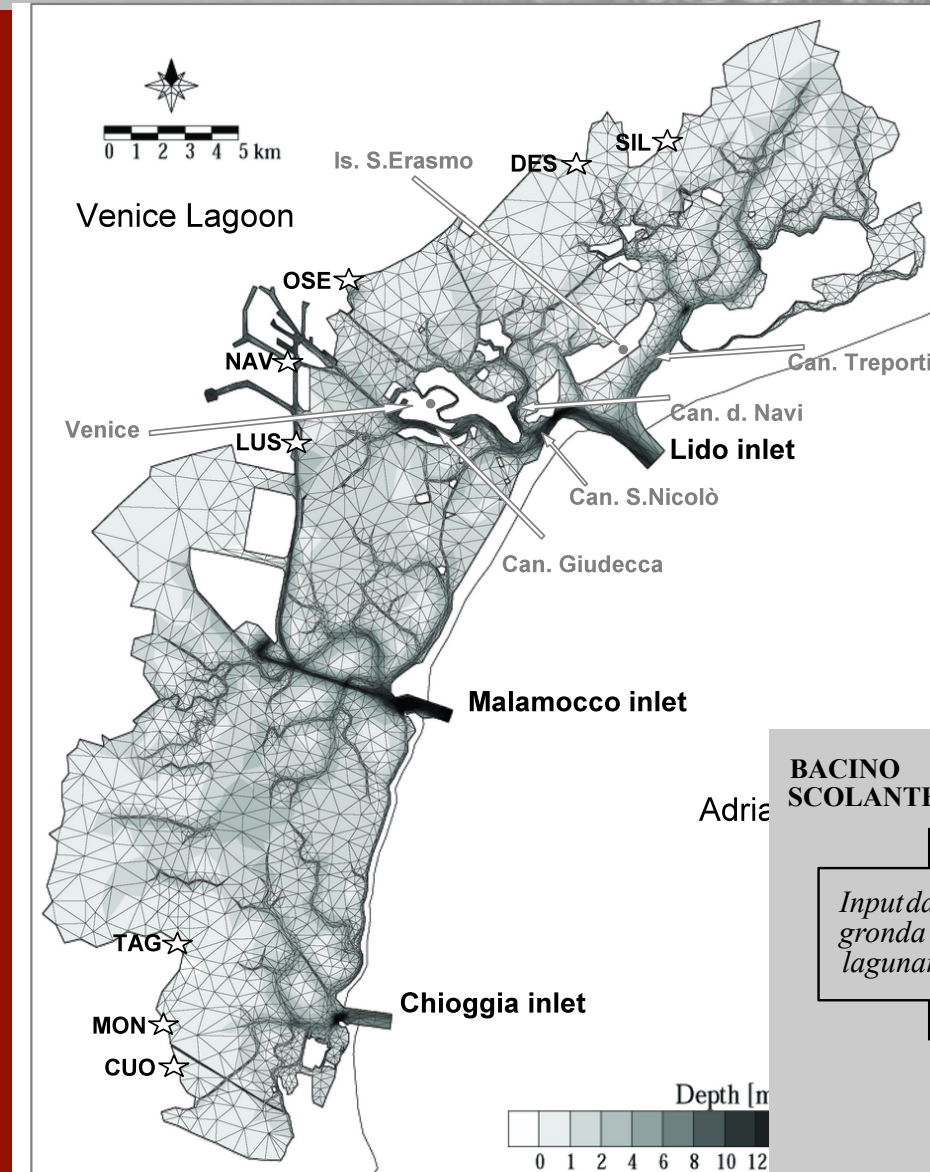 SIL
DES
Is. S.Erasmo
0 1 2 3 4 5 km
Venice Lagoon
OSE
NAV
Can. Treporti
Can. d. Navi
Venice
LUS
Lido inlet
Can. S.Nicolò
Can. Giudecca
Malamocco inlet
BACINO
SCOLANTE
Adria
Input da
gronda
lagunar
TAG
Chioggia inlet
MON
CUO
Depth [m
0 1 2 4 6 8 10 12